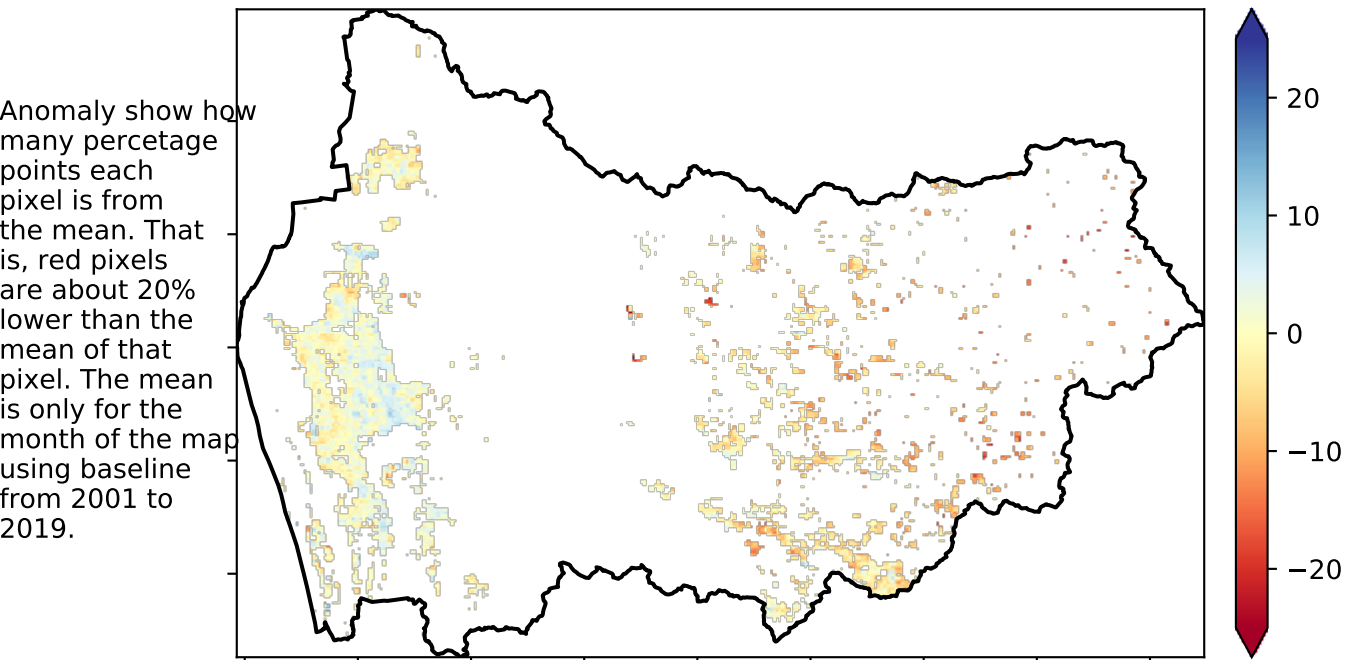 Anomaly show how
many percetage
points each
pixel is from
the mean. That
is, red pixels
are about 20%
lower than the
mean of that
pixel. The mean
is only for the
month of the map
using baseline
from 2001 to
2019.
20
10
0
−10
−20